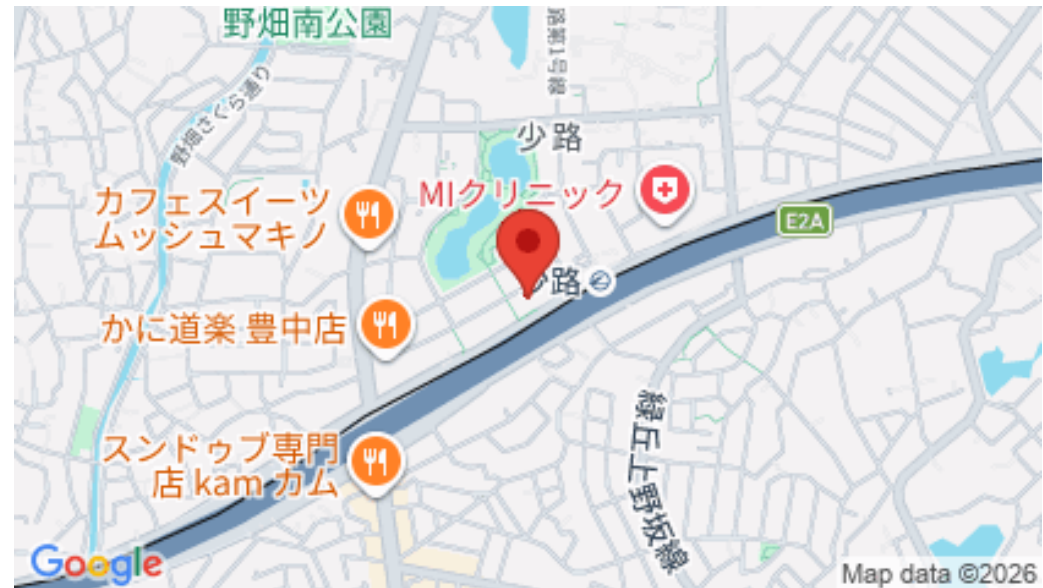 野畑南公園
路第1号線
野畑さくら通り
少路
カフェスイーツ
ムッシュマキノ
MIクリニック
E2A
少路
かに道楽 豊中店
緑丘上野坂線
スンドゥブ専門
店 kam カム
Google
Map data ©2026